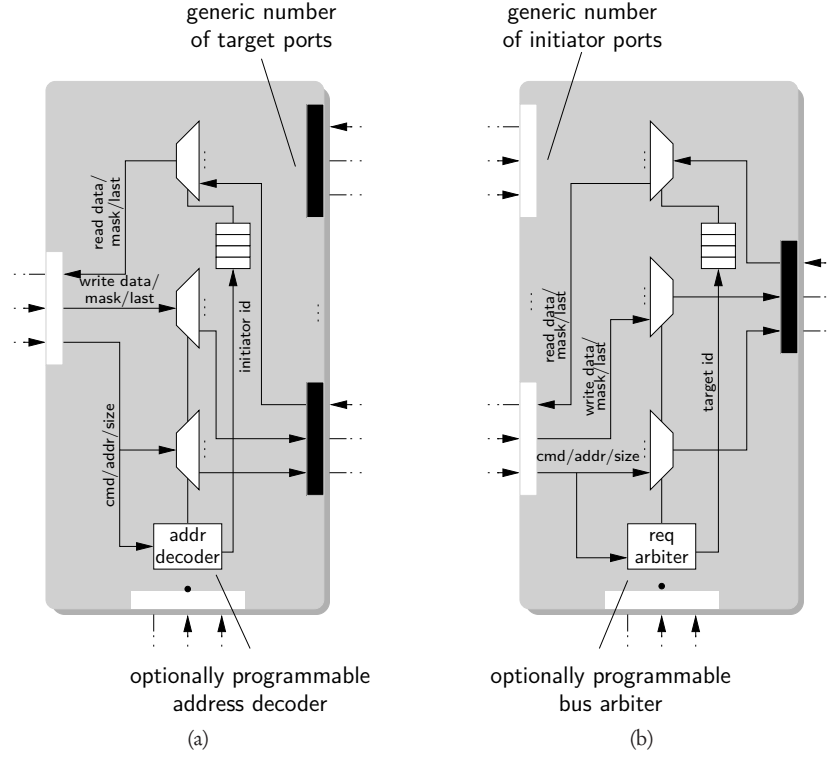 generic number
of target ports
read data/
mask/last
write data/
mask/last
initiator id
cmd/addr/size
addr
decoder
optionally programmable
address decoder
(a)
generic number
of initiator ports
read data/
mask/last
write data/
mask/last
target id
cmd/addr/size
req
arbiter
optionally programmable
bus arbiter
(b)